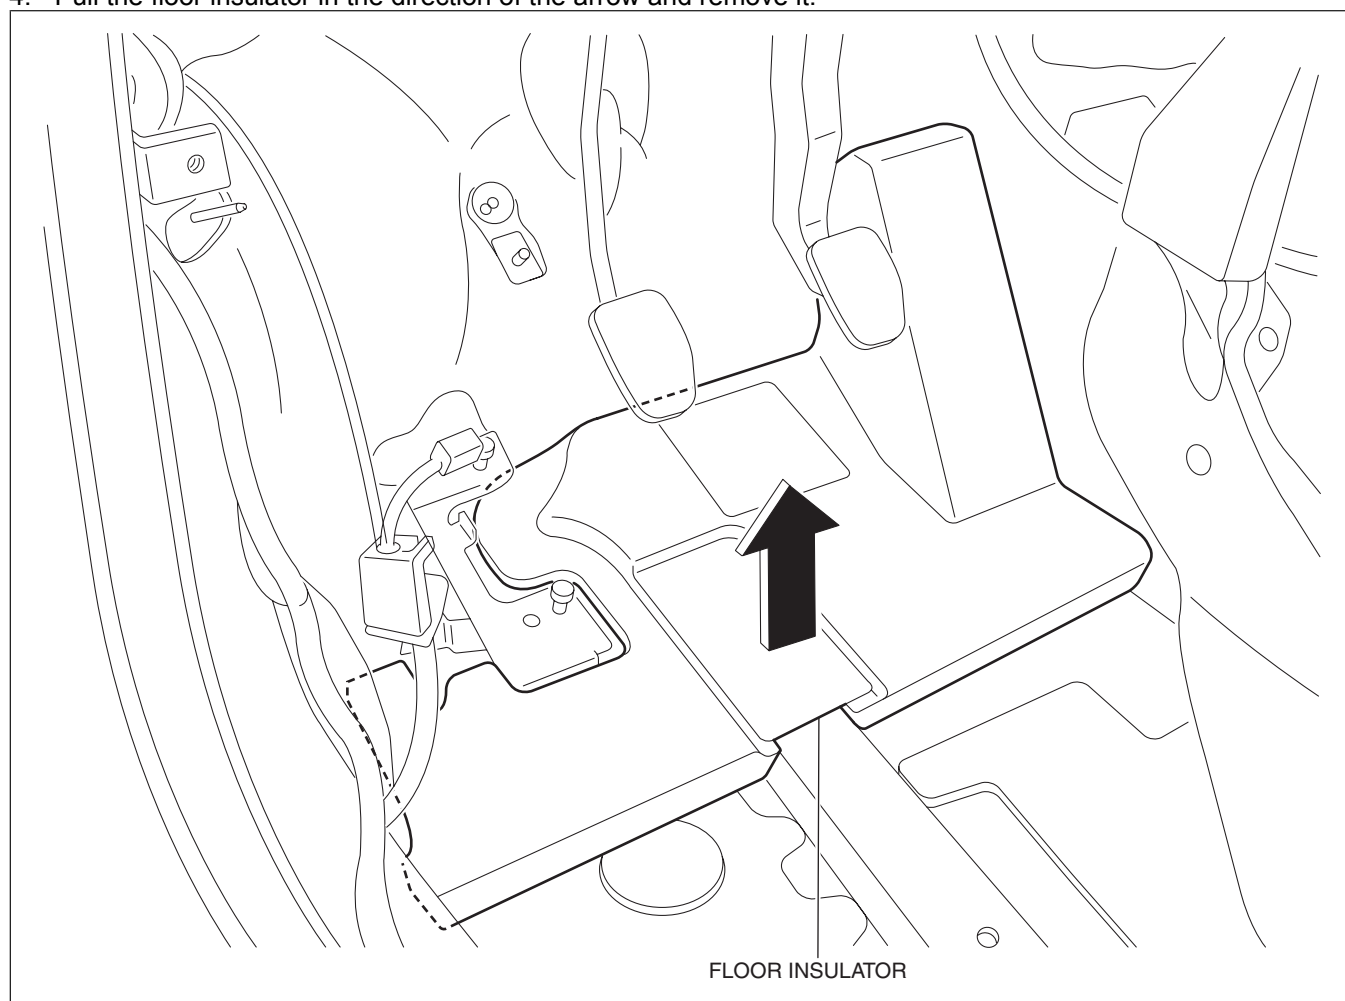 4. Pull the floor insulator in the direction of the arrow and remove it.
FLOOR INSULATOR